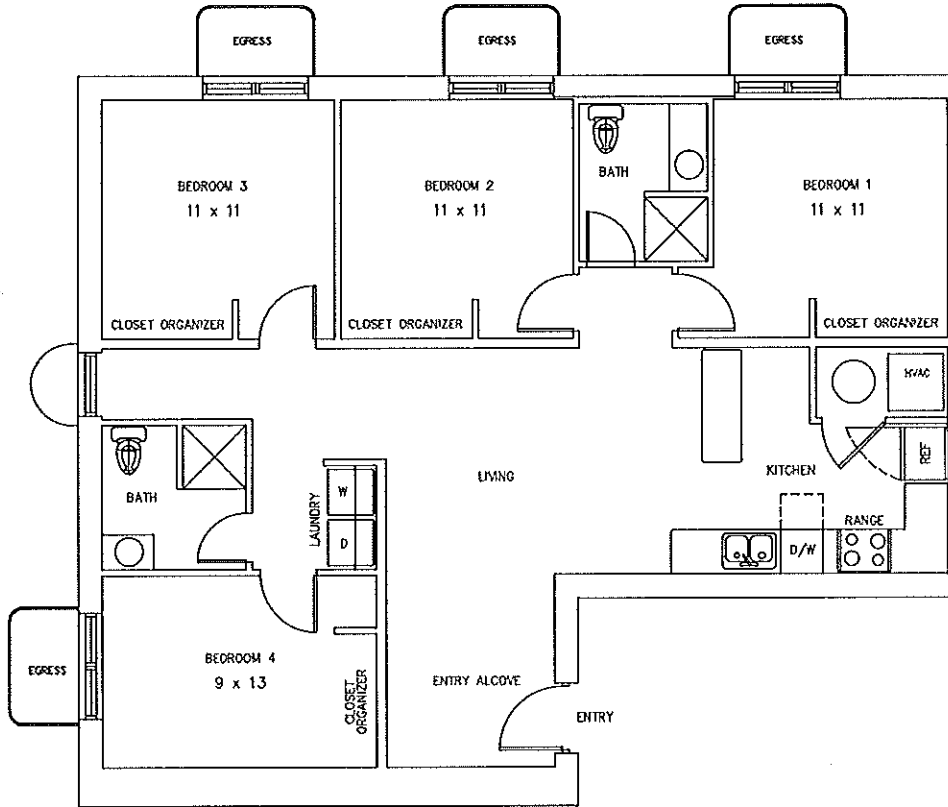 EGRESS
EGRESS
EGRESS
BEDROOM 3
11 x 11
BEDROOM 2
11 x 11
BATH
BEDROOM 1
11 x 11
CLOSET ORGANIZER
CLOSET ORGANIZER
CLOSET ORGANIZER
HVAC
REF
KITCHEN
LIVING
BATH
LAUNDRY
W
D
RANGE
D/W
BEDROOM 4
9 x 13
EGRESS
CLOSET
ORGANIZER
ENTRY ALCOVE
ENTRY